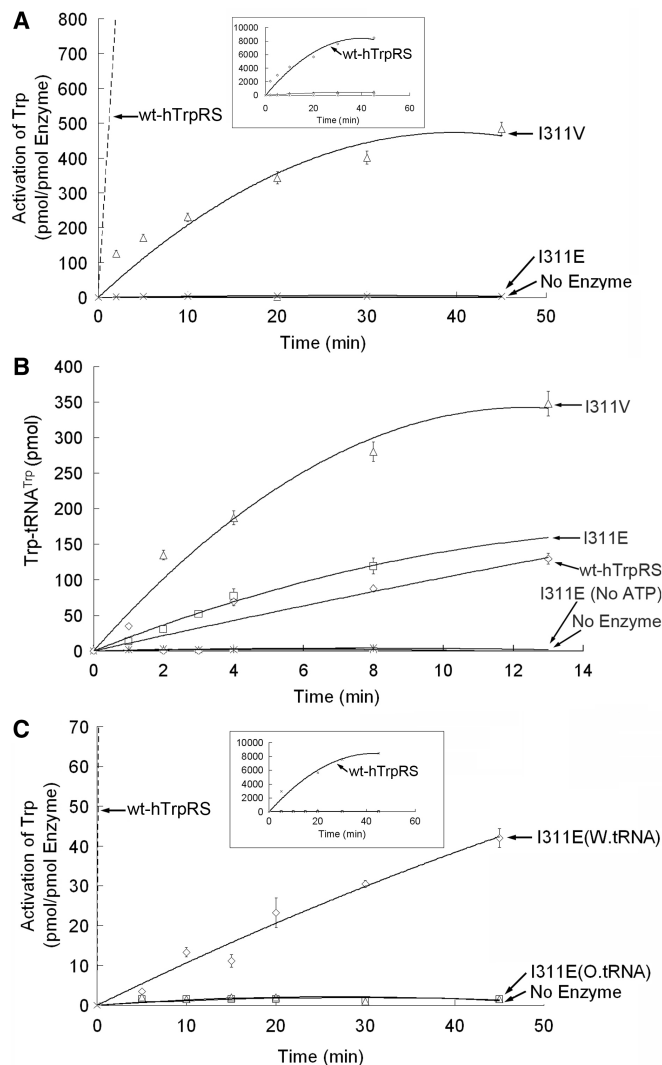 A
Activation of Trp
(pmol/pmol Enzyme)
800
700
600
500
400
300
200
100
0
0
10
20
30
40
50
Time (min)
wt-hTrpRS
10000
8000
6000
4000
2000
0
0
20
40
60
Time (min)
wt-hTrpRS
I311V
I311E
No Enzyme
B
Trp-tRNA^Trp (pmol)
400
350
300
250
200
150
100
50
0
0
2
4
6
8
10
12
14
Time (min)
I311V
I311E
wt-hTrpRS
I311E (No ATP)
No Enzyme
C
Activation of Trp
(pmol/pmol Enzyme)
70
60
50
40
30
20
10
0
0
10
20
30
40
50
Time (min)
wt-hTrpRS
10000
8000
6000
4000
2000
0
0
20
40
60
Time (min)
wt-hTrpRS
I311E(W.tRNA)
I311E(O.tRNA)
No Enzyme